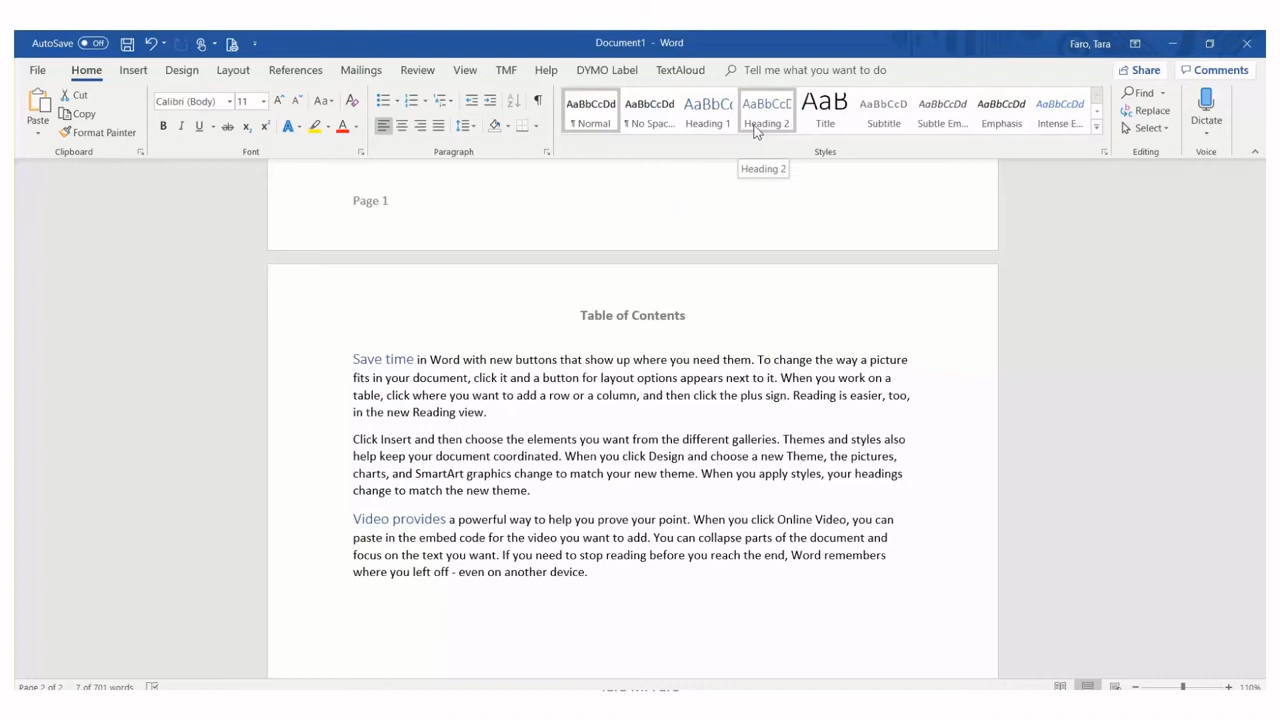 AutoSave Off
Document1 - Word
Faro, Tara
File Home Insert Design Layout References Mailings Review View TMF Help DYMO Label TextAloud Tell me what you want to do Share Comments
Paste
Cut
Copy
Format Painter
Clipboard
Calibri (Body) 11
Font
Paragraph
AaBbCcDd AaBbCcDd AaBbCc AaBbCcD AaB AaBbCcD AaBbCcDd AaBbCcDd AaBbCcDd
¶ Normal ¶ No Spac... Heading 1 Heading 2 Title Subtitle Subtle Em... Emphasis Intense E...
Styles
Find
Replace
Select
Editing
Dictate
Voice
Heading 2
Page 1
Table of Contents
Save time in Word with new buttons that show up where you need them. To change the way a picture
fits in your document, click it and a button for layout options appears next to it. When you work on a
table, click where you want to add a row or a column, and then click the plus sign. Reading is easier, too,
in the new Reading view.
Click Insert and then choose the elements you want from the different galleries. Themes and styles also
help keep your document coordinated. When you click Design and choose a new Theme, the pictures,
charts, and SmartArt graphics change to match your new theme. When you apply styles, your headings
change to match the new theme.
Video provides a powerful way to help you prove your point. When you click Online Video, you can
paste in the embed code for the video you want to add. You can collapse parts of the document and
focus on the text you want. If you need to stop reading before you reach the end, Word remembers
where you left off - even on another device.
Page 2 of 2 7 of 701 words
110%